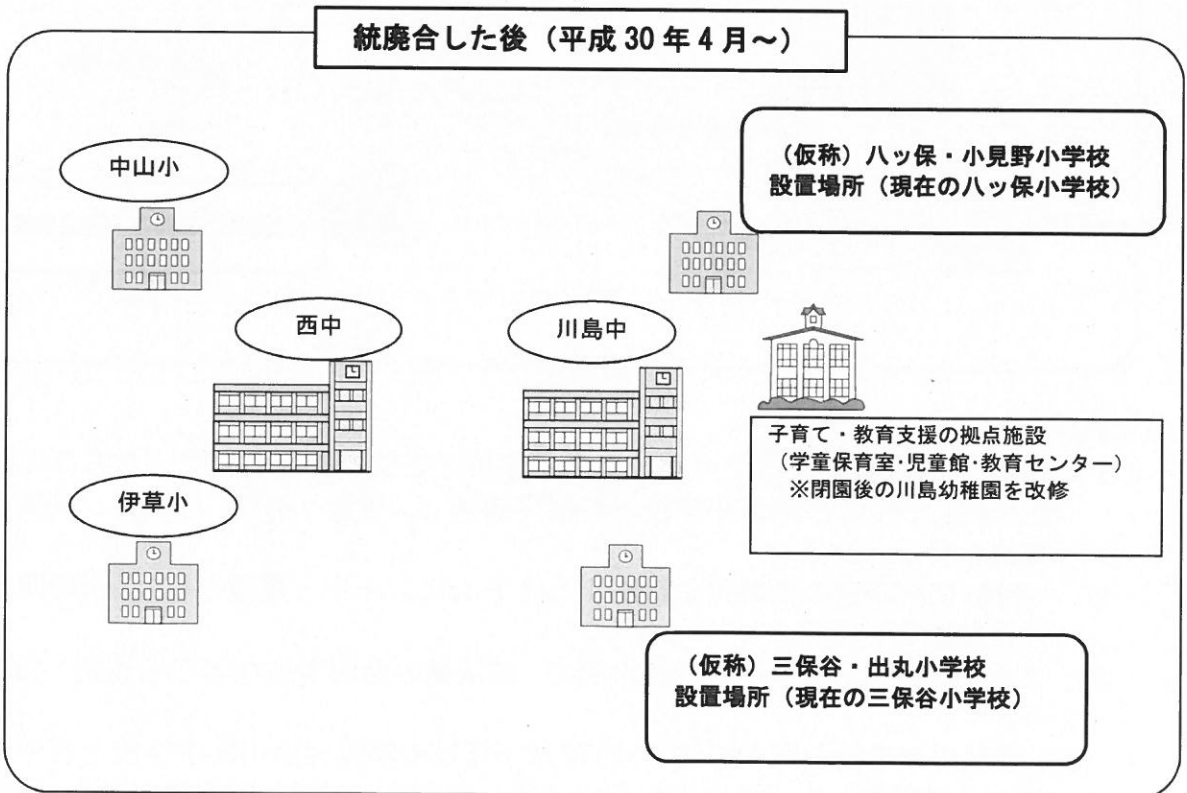 統廃合した後（平成 30 年 4 月～）
中山小
（仮称）八ッ保・小見野小学校
設置場所（現在の八ッ保小学校）
西中
川島中
子育て・教育支援の拠点施設
（学童保育室・児童館・教育センター）
※閉園後の川島幼稚園を改修
伊草小
（仮称）三保谷・出丸小学校
設置場所（現在の三保谷小学校）